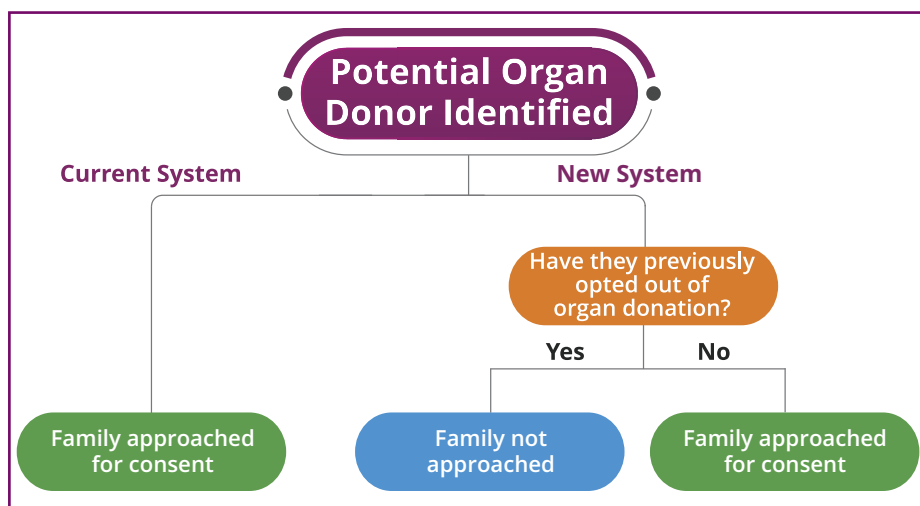 Potential Organ
Donor Identified
Current System
New System
Have they previously
opted out of
organ donation?
Yes
No
Family approached
for consent
Family not
approached
Family approached
for consent